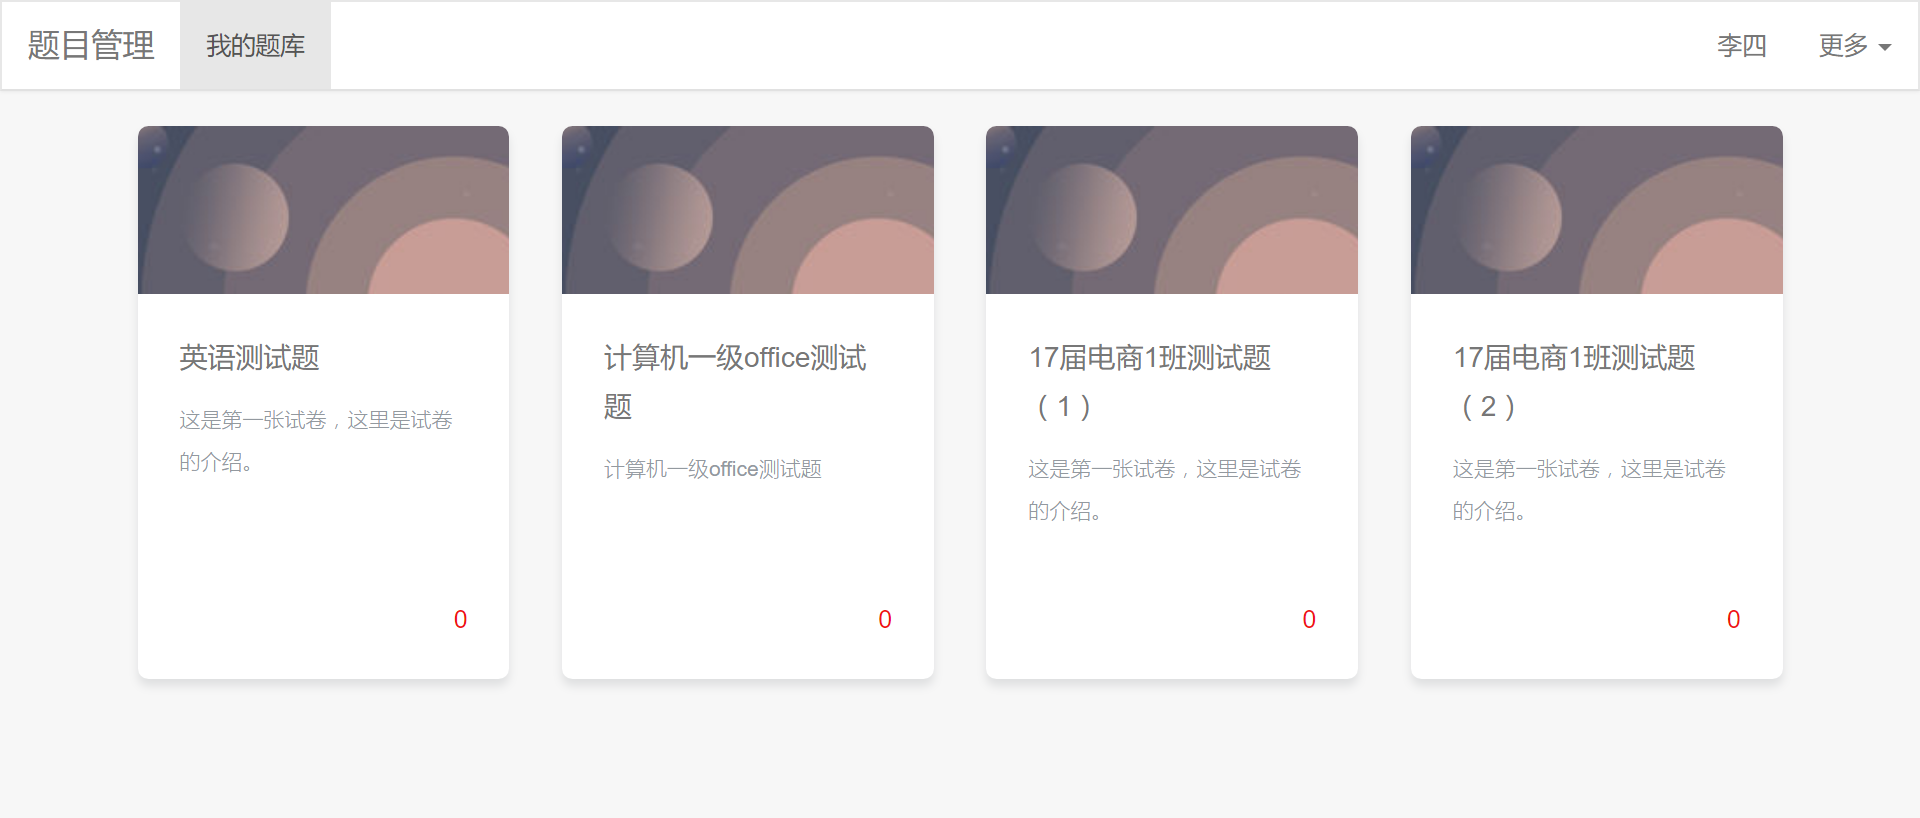 题目管理
我的题库
李四
更多
英语测试题
这是第一张试卷，这里是试卷
的介绍。
0
计算机一级office测试
题
计算机一级office测试题
0
17届电商1班测试题
（1）
这是第一张试卷，这里是试卷
的介绍。
0
17届电商1班测试题
（2）
这是第一张试卷，这里是试卷
的介绍。
0